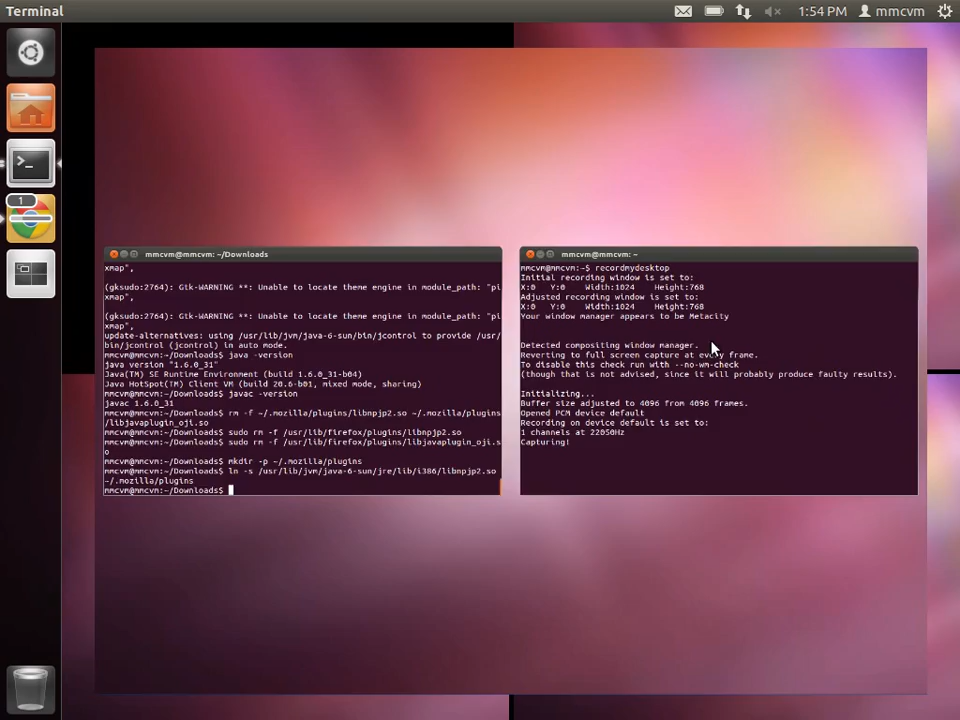 Terminal
1:54 PM
mmcvm
1
mmcvm@mmcvm: ~/Downloads
xmap",
(gksudo:2764): Gtk-WARNING **: Unable to locate theme engine in module_path: "pi
xmap",
(gksudo:2764): Gtk-WARNING **: Unable to locate theme engine in module_path: "pi
xmap",
update-alternatives: using /usr/lib/jvm/java-6-sun/bin/jcontrol to provide /usr/
bin/jcontrol (jcontrol) in auto mode.
mmcvm@mmcvm:~/Downloads$ java -version
java version "1.6.0_31"
Java(TM) SE Runtime Environment (build 1.6.0_31-b04)
Java HotSpot(TM) Client VM (build 20.6-b01, mixed mode, sharing)
mmcvm@mmcvm:~/Downloads$ javac -version
javac 1.6.0_31
mmcvm@mmcvm:~/Downloads$ rm -f ~/.mozilla/plugins/libnpjp2.so ~/.mozilla/plugins
/libjavaplugin_oji.so
mmcvm@mmcvm:~/Downloads$ sudo rm -f /usr/lib/firefox/plugins/libnpjp2.so
mmcvm@mmcvm:~/Downloads$ sudo rm -f /usr/lib/firefox/plugins/libjavaplugin_oji.s
o
mmcvm@mmcvm:~/Downloads$ mkdir -p ~/.mozilla/plugins
mmcvm@mmcvm:~/Downloads$ ln -s /usr/lib/jvm/java-6-sun/jre/lib/i386/libnpjp2.so
~/.mozilla/plugins
mmcvm@mmcvm:~/Downloads$
mmcvm@mmcvm: ~
mmcvm@mmcvm:~$ recordmydesktop
Initial recording window is set to:
X:0 Y:0 Width:1024 Height:768
Adjusted recording window is set to:
X:0 Y:0 Width:1024 Height:768
Your window manager appears to be Metacity
Detected compositing window manager.
Reverting to full screen capture at every frame.
To disable this check run with --no-wm-check
(though that is not advised, since it will probably produce faulty results).
Initializing...
Buffer size adjusted to 4096 from 4096 frames.
Opened PCM device default
Recording on device default is set to:
1 channels at 22050Hz
Capturing!